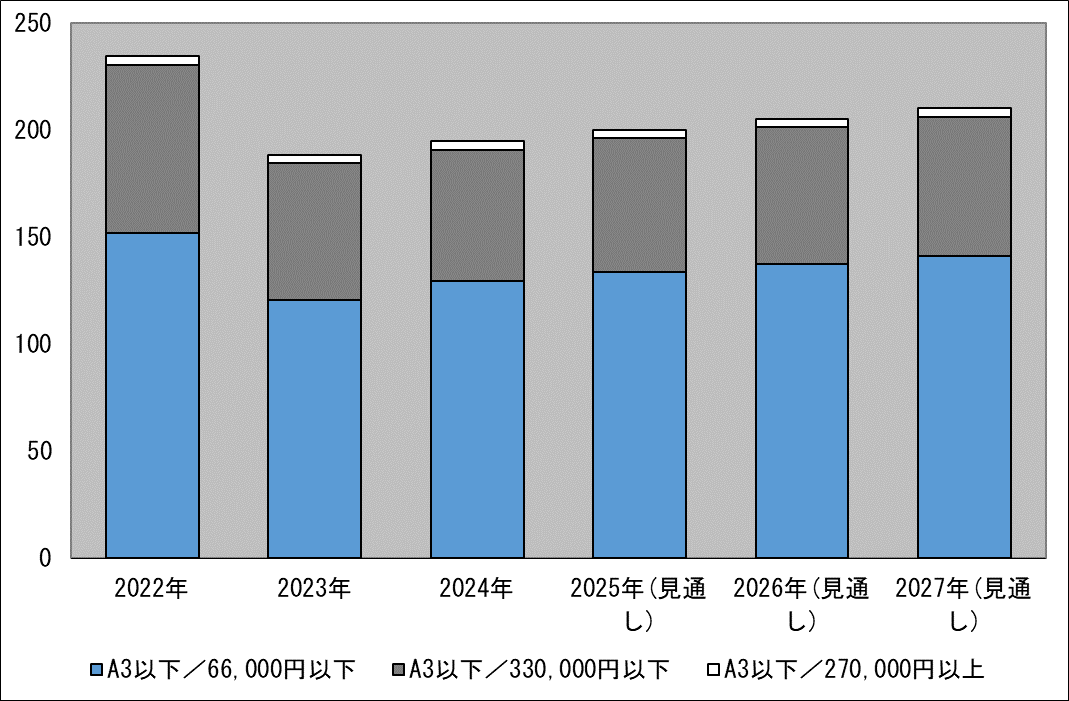 250
200
150
100
50
0
2022年
2023年
2024年
2025年(見通
し)
2026年(見通
し)
2027年(見通
し)
A3以下／66,000円以下
A3以下／330,000円以下
A3以下／270,000円以上